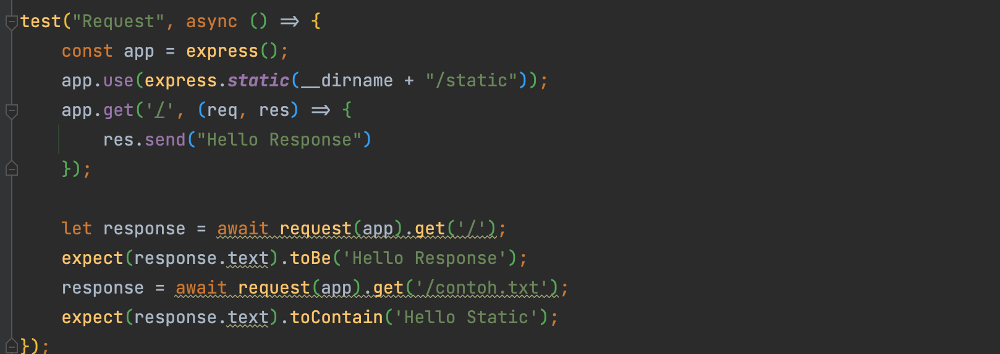 test("Request", async () => {
    const app = express();
    app.use(express.static(__dirname + "/static"));
    app.get('/', (req, res) => {
        res.send("Hello Response")
    });

    let response = await request(app).get('/');
    expect(response.text).toBe('Hello Response');
    response = await request(app).get('/contoh.txt');
    expect(response.text).toContain('Hello Static');
});